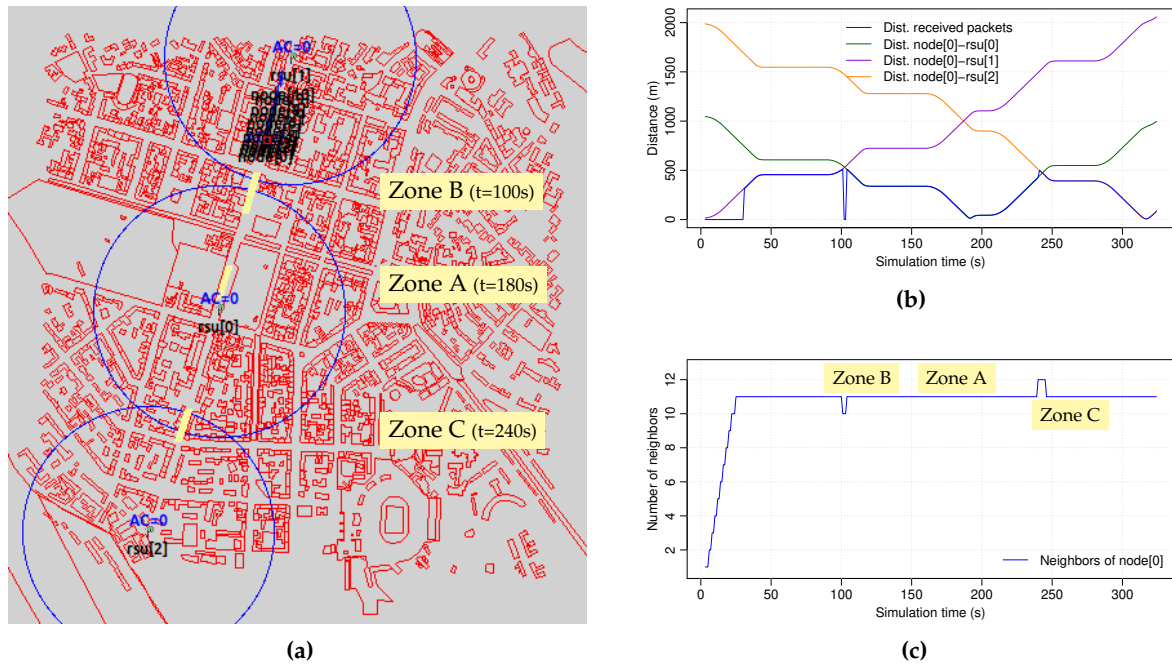 AC=0
rsu[1]
node[0]
Zone B (t=100s)
Zone A (t=180s)
AC=0
rsu[0]
Zone C (t=240s)
AC=0
rsu[2]
(a)
Distance (m)
2000
1500
1000
500
0
Dist. received packets
Dist. node[0]−rsu[0]
Dist. node[0]−rsu[1]
Dist. node[0]−rsu[2]
0 50 100 150 200 250 300
Simulation time (s)
(b)
Number of neighbors
12
10
8
6
4
2
Zone B
Zone A
Zone C
Neighbors of node[0]
0 50 100 150 200 250 300
Simulation time (s)
(c)